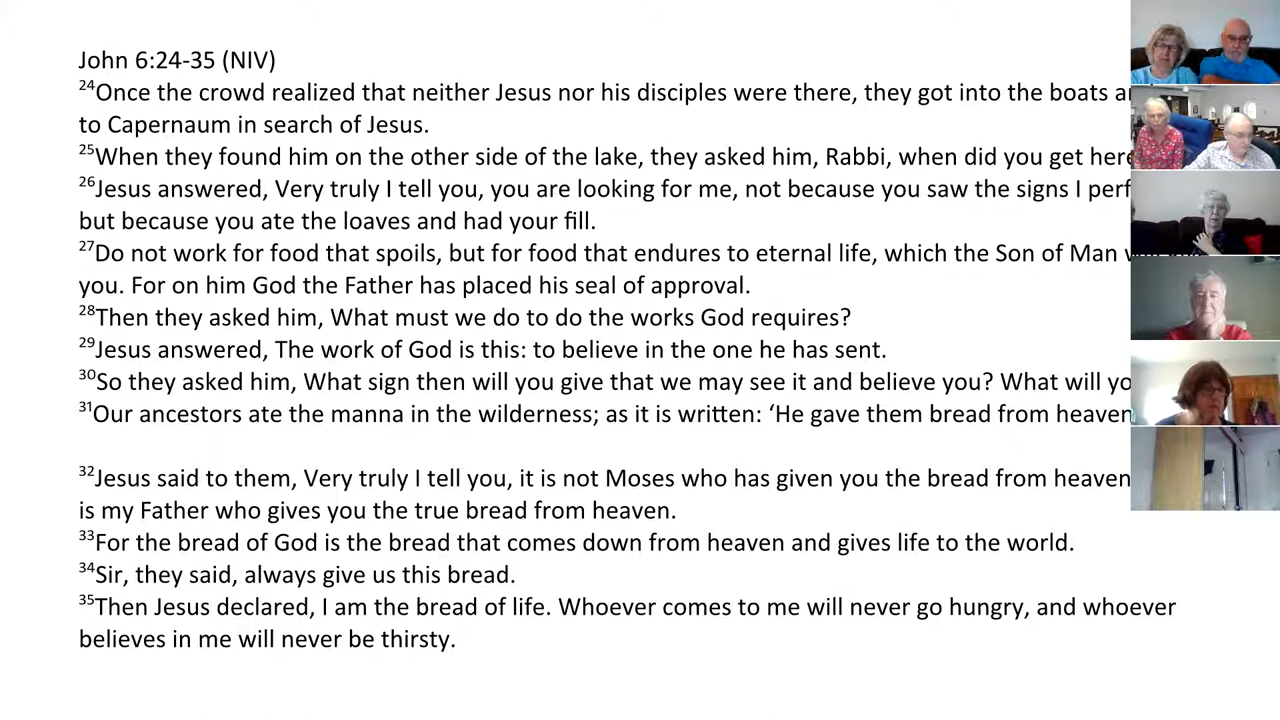 John 6:24-35 (NIV)
24Once the crowd realized that neither Jesus nor his disciples were there, they got into the boats
to Capernaum in search of Jesus.
25When they found him on the other side of the lake, they asked him, Rabbi, when did you get here
26Jesus answered, Very truly I tell you, you are looking for me, not because you saw the signs I
but because you ate the loaves and had your fill.
27Do not work for food that spoils, but for food that endures to eternal life, which the Son of Man
you. For on him God the Father has placed his seal of approval.
28Then they asked him, What must we do to do the works God requires?
29Jesus answered, The work of God is this: to believe in the one he has sent.
30So they asked him, What sign then will you give that we may see it and believe you? What will
31Our ancestors ate the manna in the wilderness; as it is written: ‘He gave them bread from heaven
32Jesus said to them, Very truly I tell you, it is not Moses who has given you the bread from heaven
is my Father who gives you the true bread from heaven.
33For the bread of God is the bread that comes down from heaven and gives life to the world.
34Sir, they said, always give us this bread.
35Then Jesus declared, I am the bread of life. Whoever comes to me will never go hungry, and whoever
believes in me will never be thirsty.